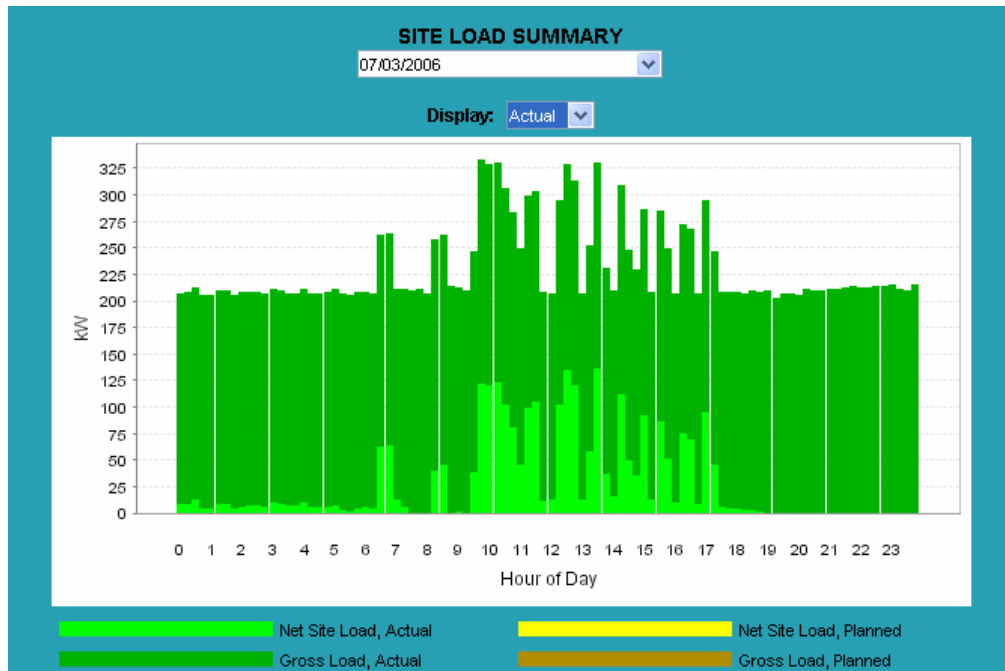 SITE LOAD SUMMARY
07/03/2006
Display: Actual
325
300
275
250
225
200
175
150
125
100
75
50
25
0
kW
0 1 2 3 4 5 6 7 8 9 10 11 12 13 14 15 16 17 18 19 20 21 22 23
Hour of Day
Net Site Load, Actual Net Site Load, Planned
Gross Load, Actual Gross Load, Planned